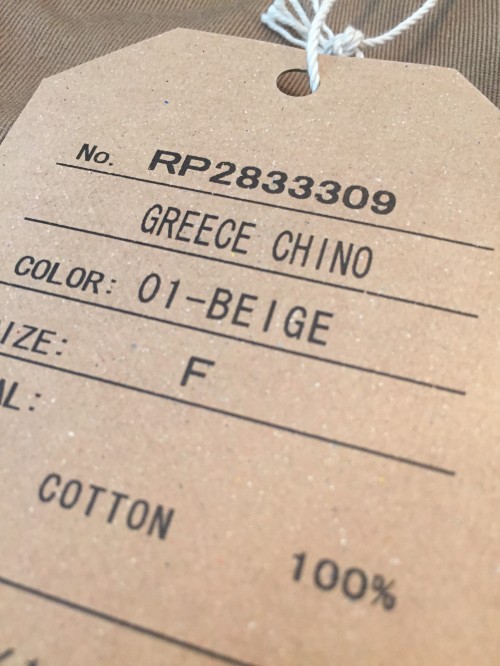 No. RP2833309
GREECE CHINO
COLOR: 01-BEIGE
IZE: F
AL:
COTTON
100%